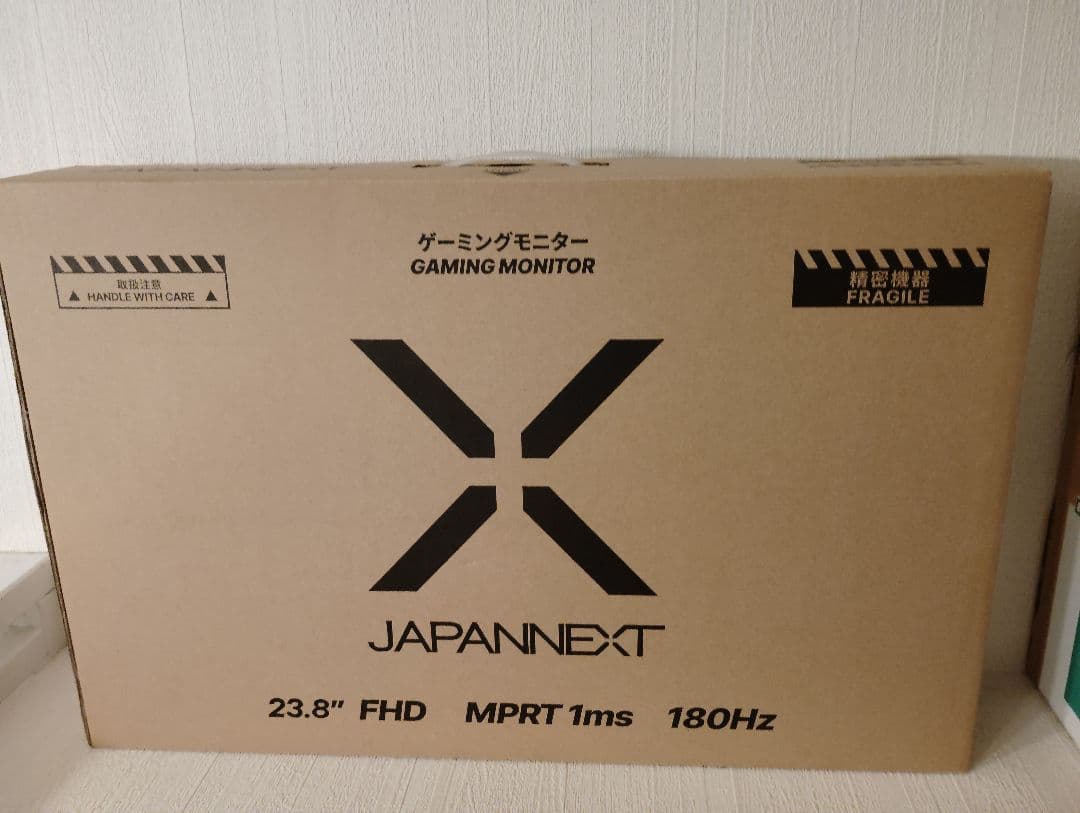 ゲーミングモニター
GAMING MONITOR
取扱注意
HANDLE WITH CARE
精密機器
FRAGILE
JAPANNEXT
23.8" FHD MPRT 1ms 180Hz